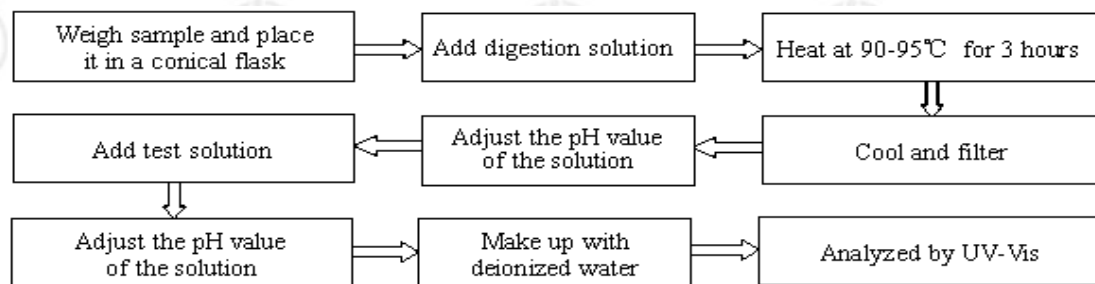 Weigh sample and place
it in a conical flask
Add digestion solution
Heat at 90-95℃ for 3 hours
Cool and filter
Adjust the pH value
of the solution
Add test solution
Adjust the pH value
of the solution
Make up with
deionized water
Analyzed by UV-Vis